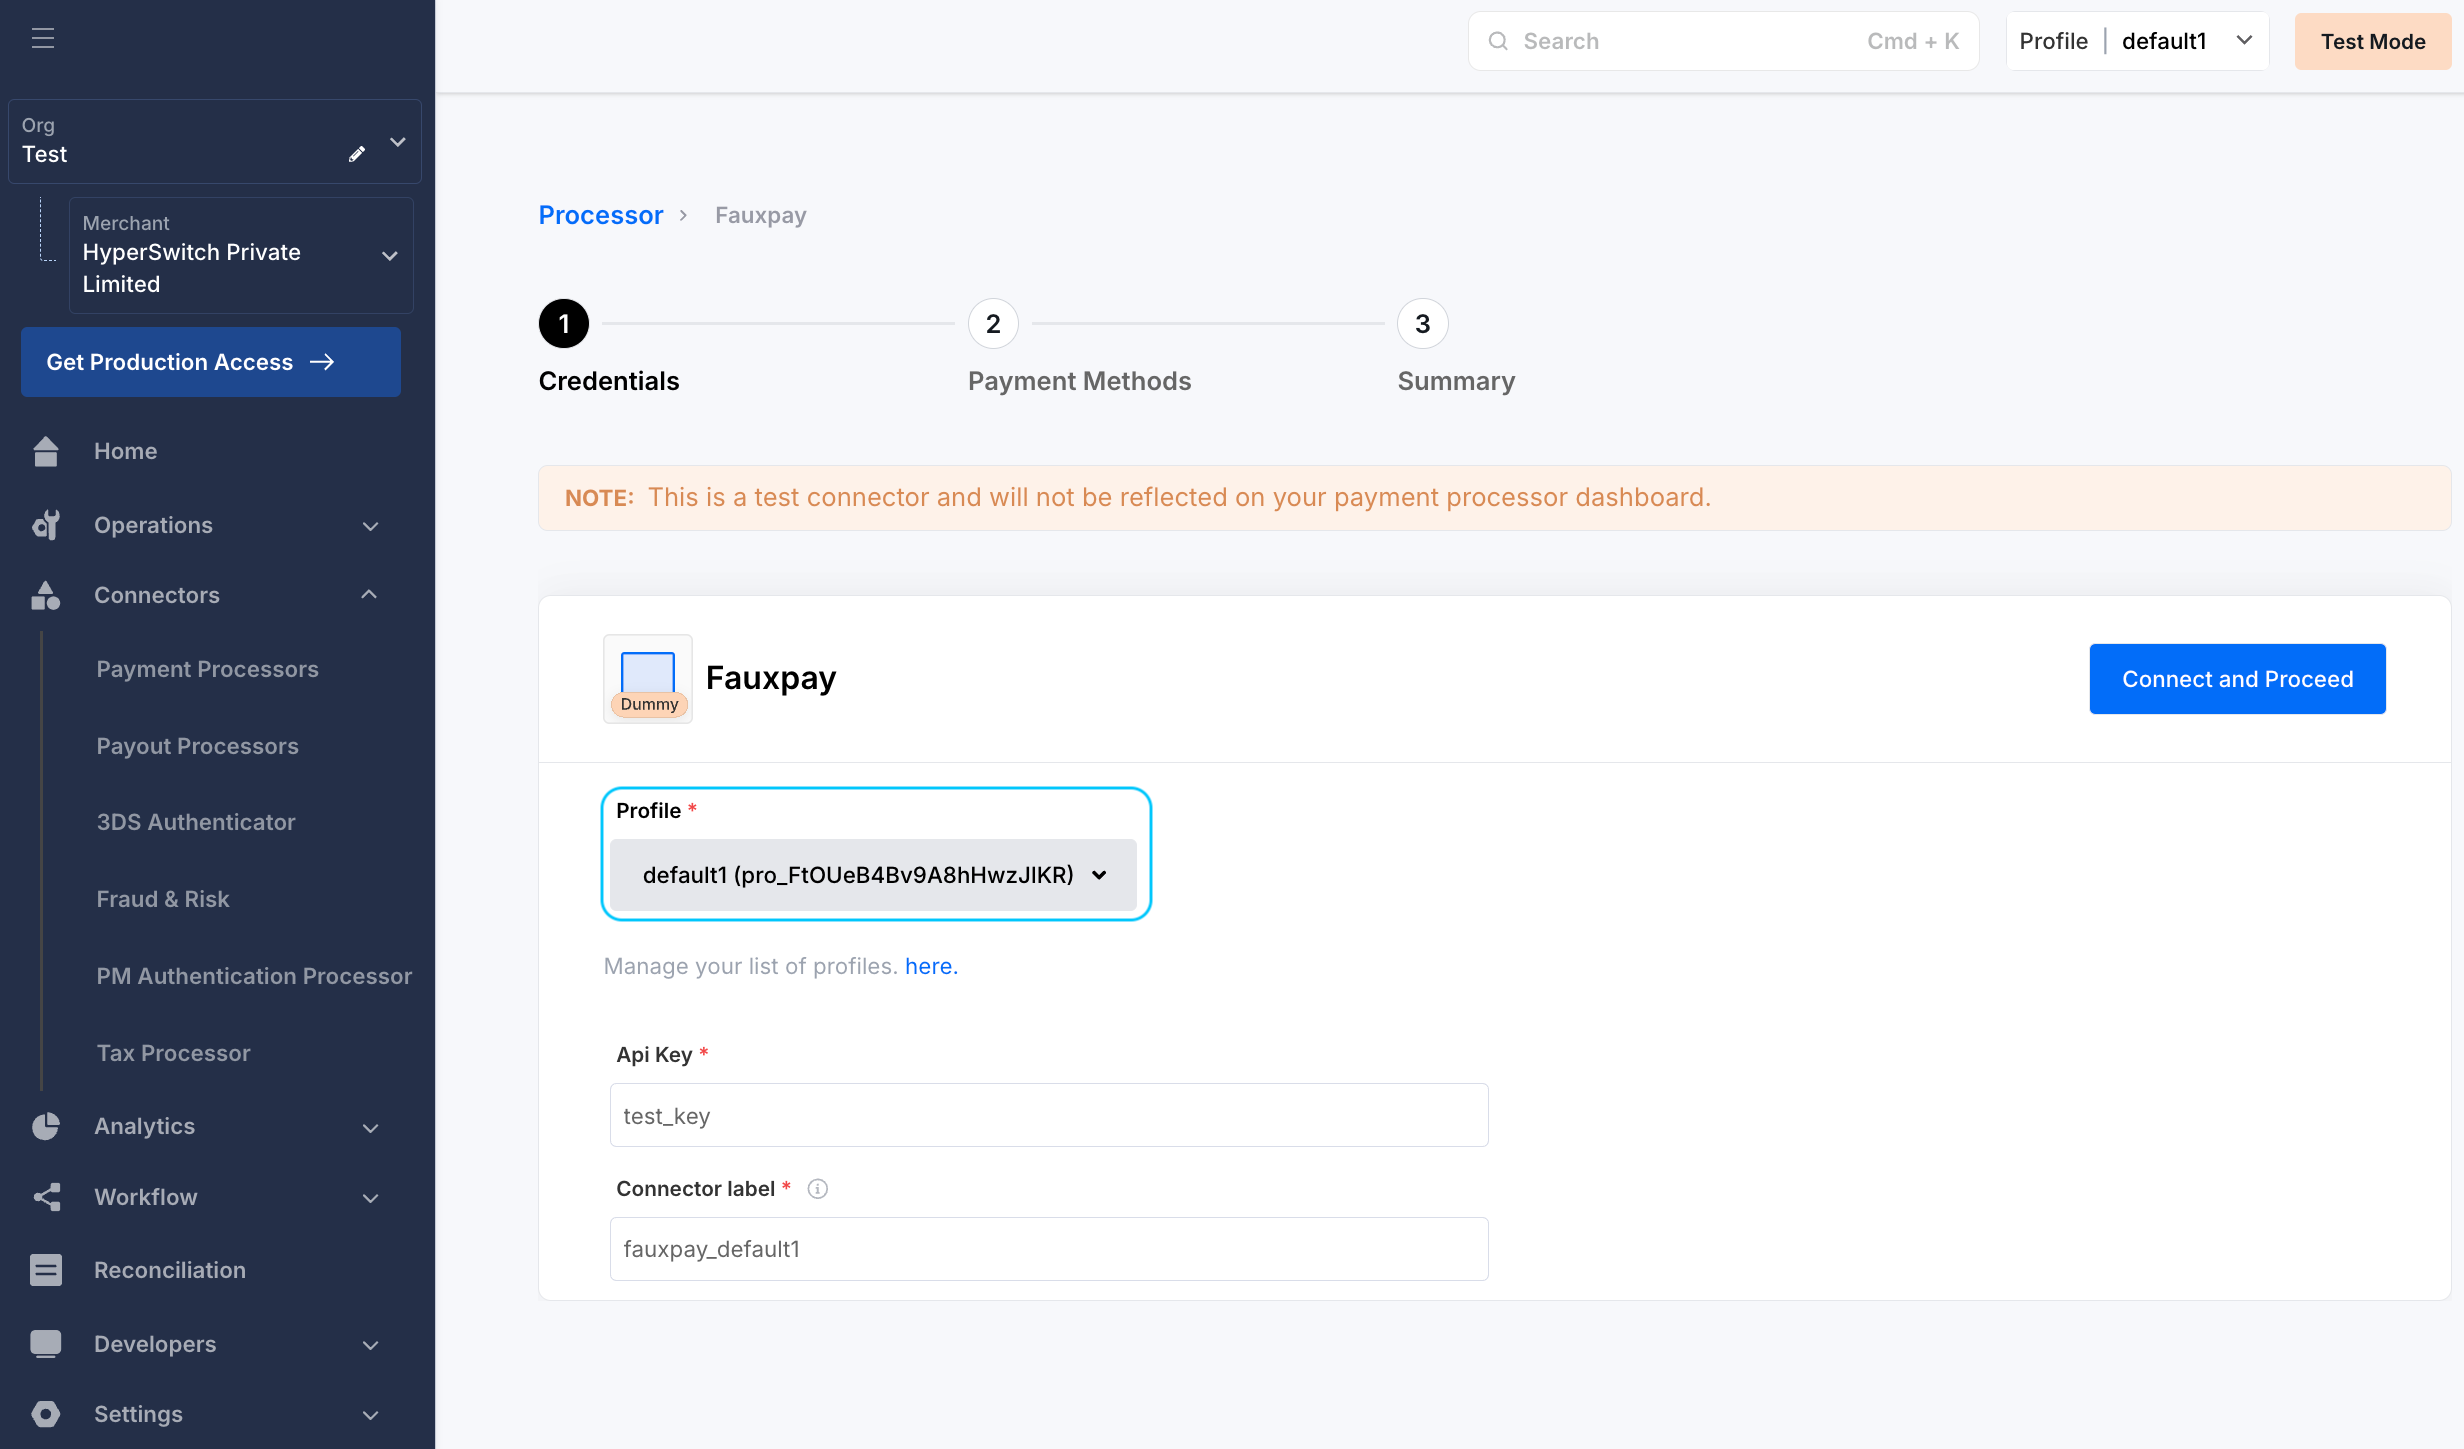 Search
Cmd + K
Profile
default1
Test Mode
Org
Test
Merchant
HyperSwitch Private
Limited
Get Production Access
Home
Operations
Connectors
Payment Processors
Payout Processors
3DS Authenticator
Fraud & Risk
PM Authentication Processor
Tax Processor
Analytics
Workflow
Reconciliation
Developers
Settings
Processor
Fauxpay
1
2
3
Credentials
Payment Methods
Summary
NOTE: This is a test connector and will not be reflected on your payment processor dashboard.
Dummy
Fauxpay
Connect and Proceed
Profile *
default1 (pro_FtOUeB4Bv9A8hHwzJlKR)
Manage your list of profiles. here.
Api Key *
test_key
Connector label *
fauxpay_default1